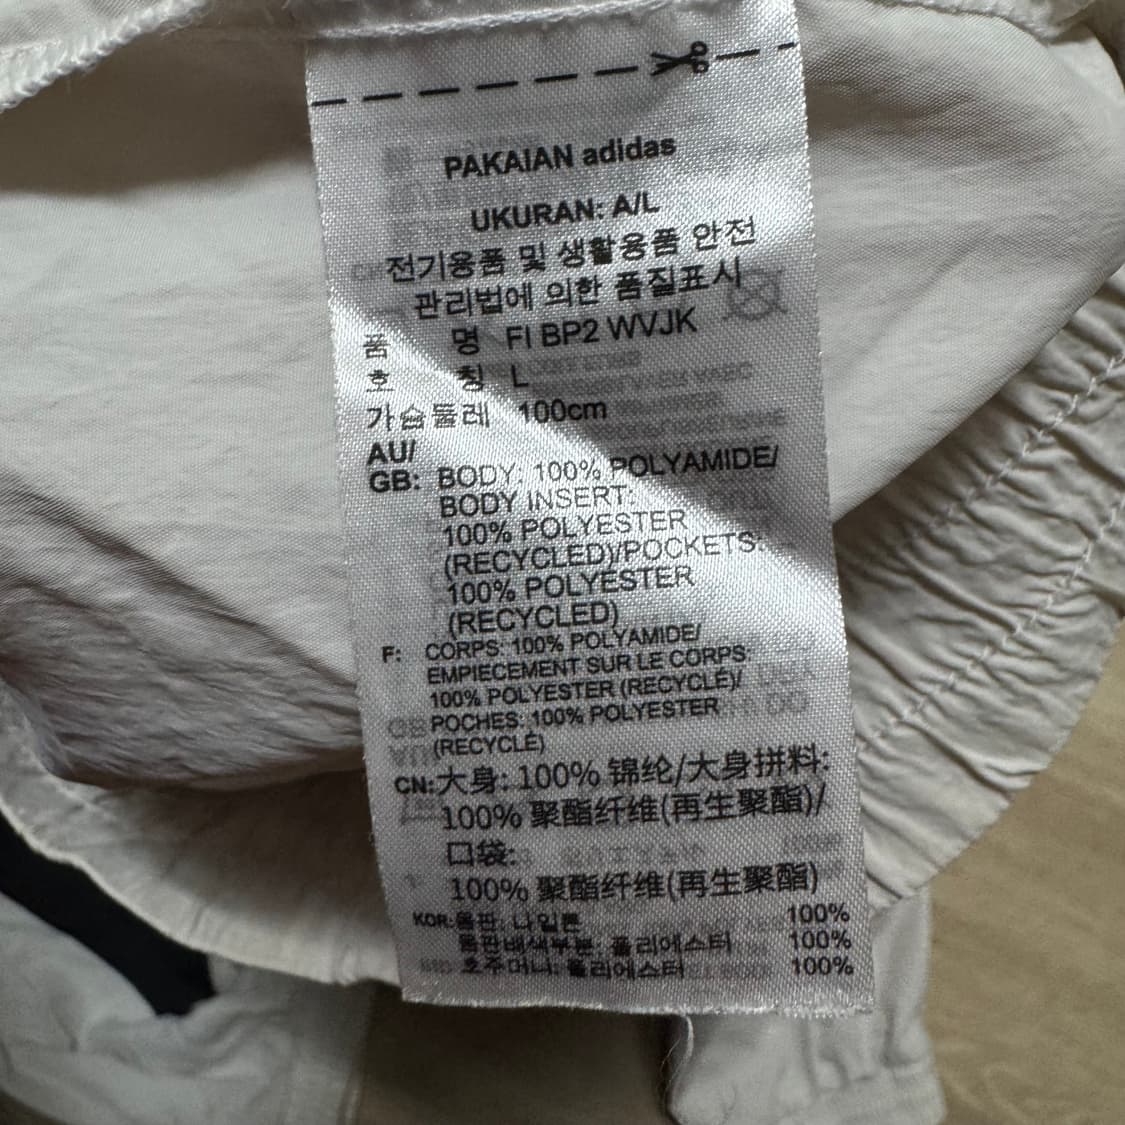 PAKAIAN adidas
UKURAN: A/L
전기용품 및 생활용품 안전
관리법에 의한 품질표시
품 명 FI BP2 WVJK
호 칭 L
가슴둘레 100cm
AU/
GB: BODY: 100% POLYAMIDE/
BODY INSERT:
100% POLYESTER
(RECYCLED)/POCKETS:
100% POLYESTER
(RECYCLED)
F: CORPS: 100% POLYAMIDE/
EMPIECEMENT SUR LE CORPS:
100% POLYESTER (RECYCLÉ)/
POCHES: 100% POLYESTER
(RECYCLÉ)
CN: 大身: 100% 锦纶/大身拼料:
100% 聚酯纤维(再生聚酯)/
口袋:
100% 聚酯纤维(再生聚酯)
KOR: 몸판: 나일론 100%
몸판배색부분: 폴리에스터 100%
호주머니: 폴리에스터 100%